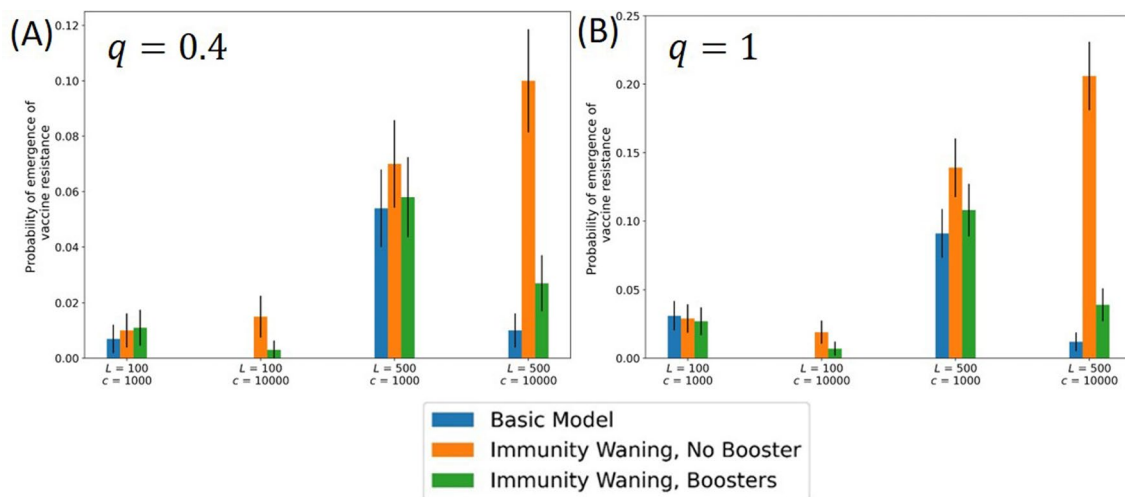 (A)
q = 0.4
Probability of emergence of
vaccine resistance
0.12
0.10
0.08
0.06
0.04
0.02
0.00
L = 100
c = 1000
L = 100
c = 10000
L = 500
c = 1000
L = 500
c = 10000
(B)
q = 1
Probability of emergence of
vaccine resistance
0.25
0.20
0.15
0.10
0.05
0.00
L = 100
c = 1000
L = 100
c = 10000
L = 500
c = 1000
L = 500
c = 10000
Basic Model
Immunity Waning, No Booster
Immunity Waning, Boosters